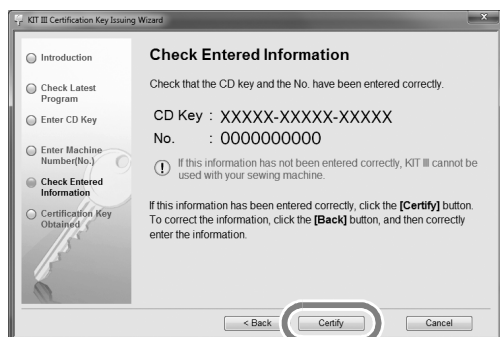 KIT III Certification Key Issuing Wizard
x
Introduction
Check Latest
Program
Enter CD Key
Enter Machine
Number(No.)
Check Entered
Information
Certification Key
Obtained
Check Entered Information
Check that the CD key and the No. have been entered correctly.
CD Key : XXXXX-XXXXX-XXXXX
No. : 0000000000
If this information has not been entered correctly, KIT III cannot be
used with your sewing machine.
If this information has been entered correctly, click the [Certify] button.
To correct the information, click the [Back] button, and then correctly
enter the information.
< Back
Certify
Cancel